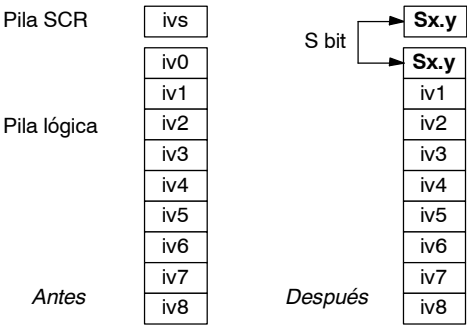 Pila SCR ivs S bit Sx.y
iv0 Sx.y
iv1 iv1
Pila lógica iv2 iv2
iv3 iv3
iv4 iv4
iv5 iv5
iv6 iv6
iv7 iv7
Antes iv8 Después iv8